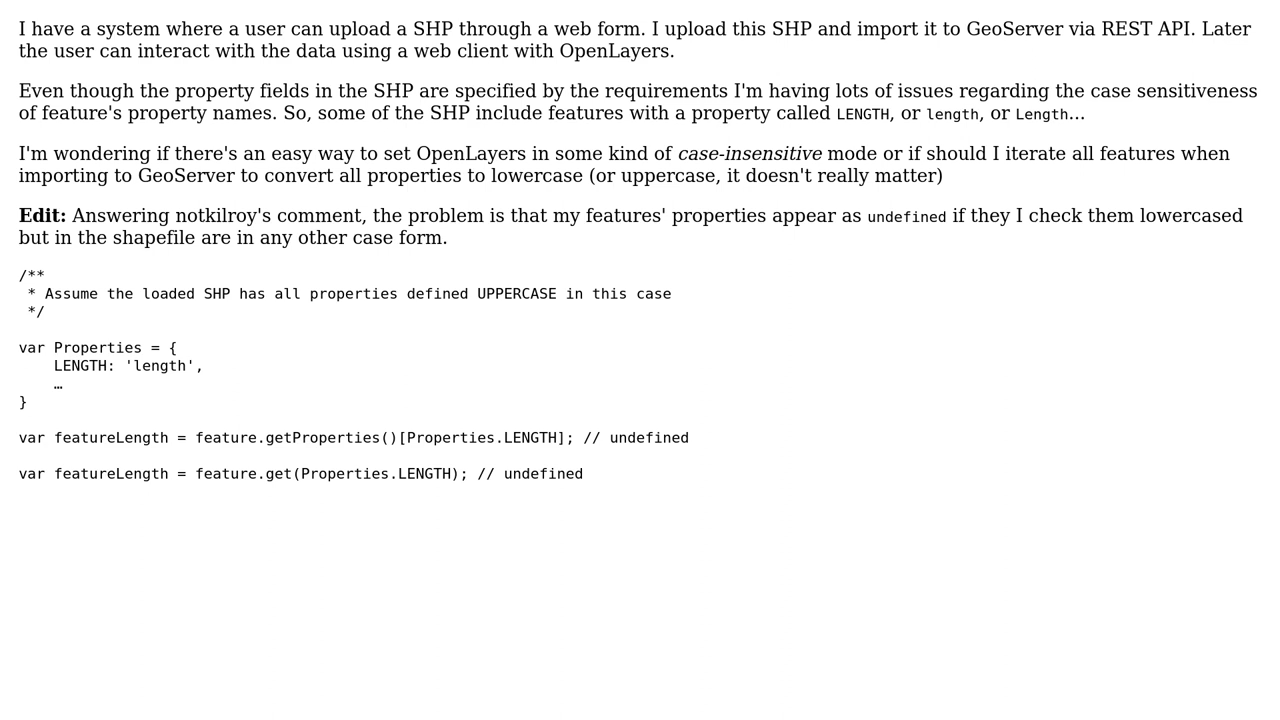 I have a system where a user can upload a SHP through a web form. I upload this SHP and import it to GeoServer via REST API. Later
the user can interact with the data using a web client with OpenLayers.
Even though the property fields in the SHP are specified by the requirements I'm having lots of issues regarding the case sensitiveness
of feature's property names. So, some of the SHP include features with a property called LENGTH, or length, or Length...
I'm wondering if there's an easy way to set OpenLayers in some kind of case-insensitive mode or if should I iterate all features when
importing to GeoServer to convert all properties to lowercase (or uppercase, it doesn't really matter)
Edit: Answering notkilroy's comment, the problem is that my features' properties appear as undefined if they I check them lowercased
but in the shapefile are in any other case form.
/**
 * Assume the loaded SHP has all properties defined UPPERCASE in this case
 */
var Properties = {
    LENGTH: 'length',
    …
}
var featureLength = feature.getProperties()[Properties.LENGTH]; // undefined
var featureLength = feature.get(Properties.LENGTH); // undefined